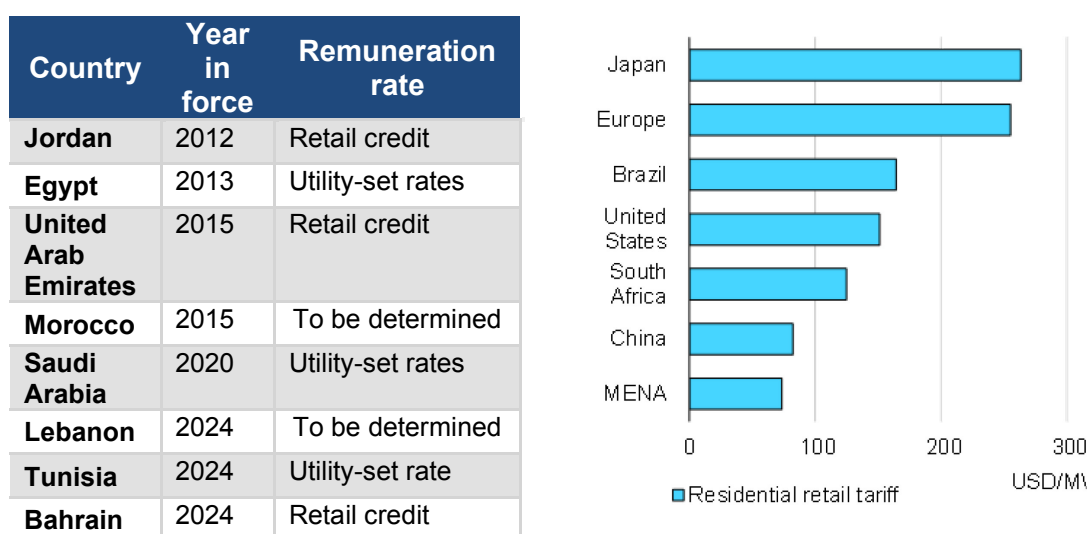 Country
Year
in
force
Remuneration
rate
Jordan
2012
Retail credit
Egypt
2013
Utility-set rates
United
Arab
Emirates
2015
Retail credit
Morocco
2015
To be determined
Saudi
Arabia
2020
Utility-set rates
Lebanon
2024
To be determined
Tunisia
2024
Utility-set rate
Bahrain
2024
Retail credit
Japan
Europe
Brazil
United
States
South
Africa
China
MENA
0 100 200 300
Residential retail tariff